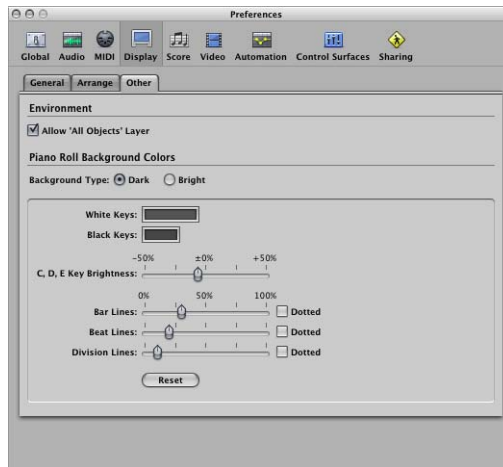 Preferences
Global Audio MIDI Display Score Video Automation Control Surfaces Sharing
General Arrange Other
Environment
Allow 'All Objects' Layer
Piano Roll Background Colors
Background Type: Dark Bright
White Keys:
Black Keys:
-50% ±0% +50%
C, D, E Key Brightness:
0% 50% 100%
Bar Lines: Dotted
Beat Lines: Dotted
Division Lines: Dotted
Reset